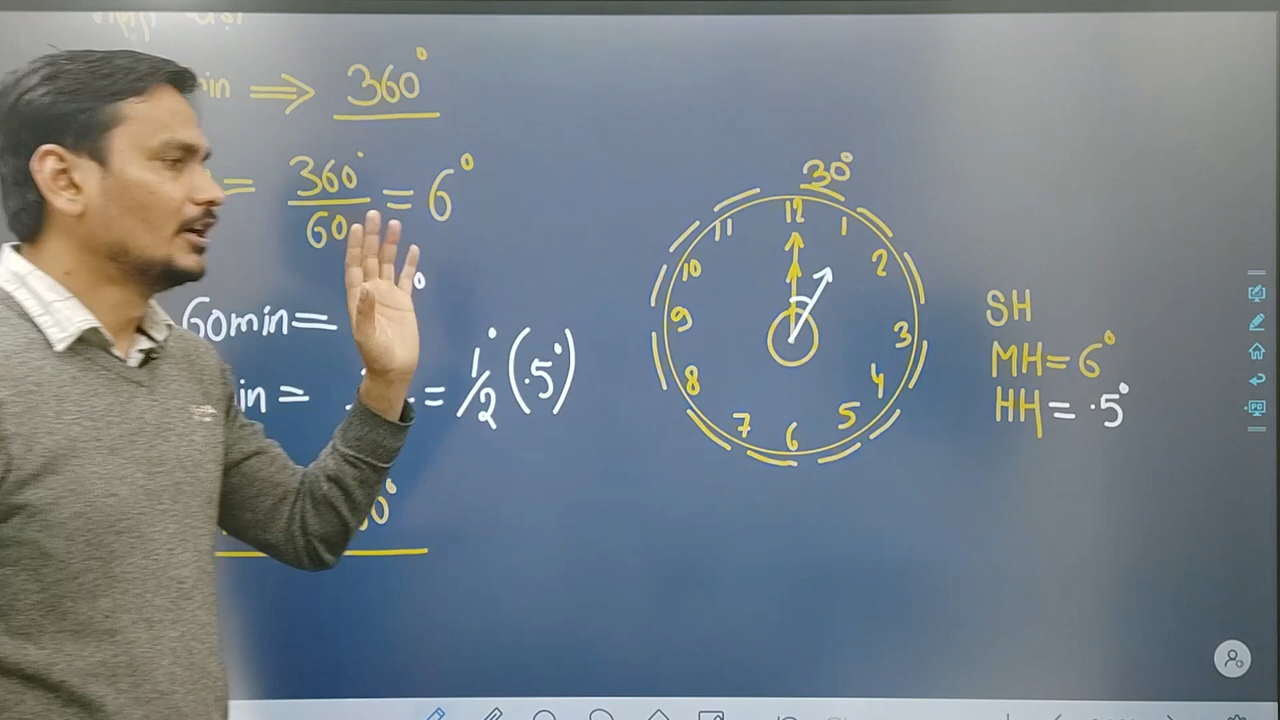 in ⟹ 360°
= 360°/60 = 6°
60min = °
in = = 1/2° (.5°)
0°
30°
12
11 1
10 2
9 3
8 4
7 5
6
SH
MH = 6°
HH = .5°